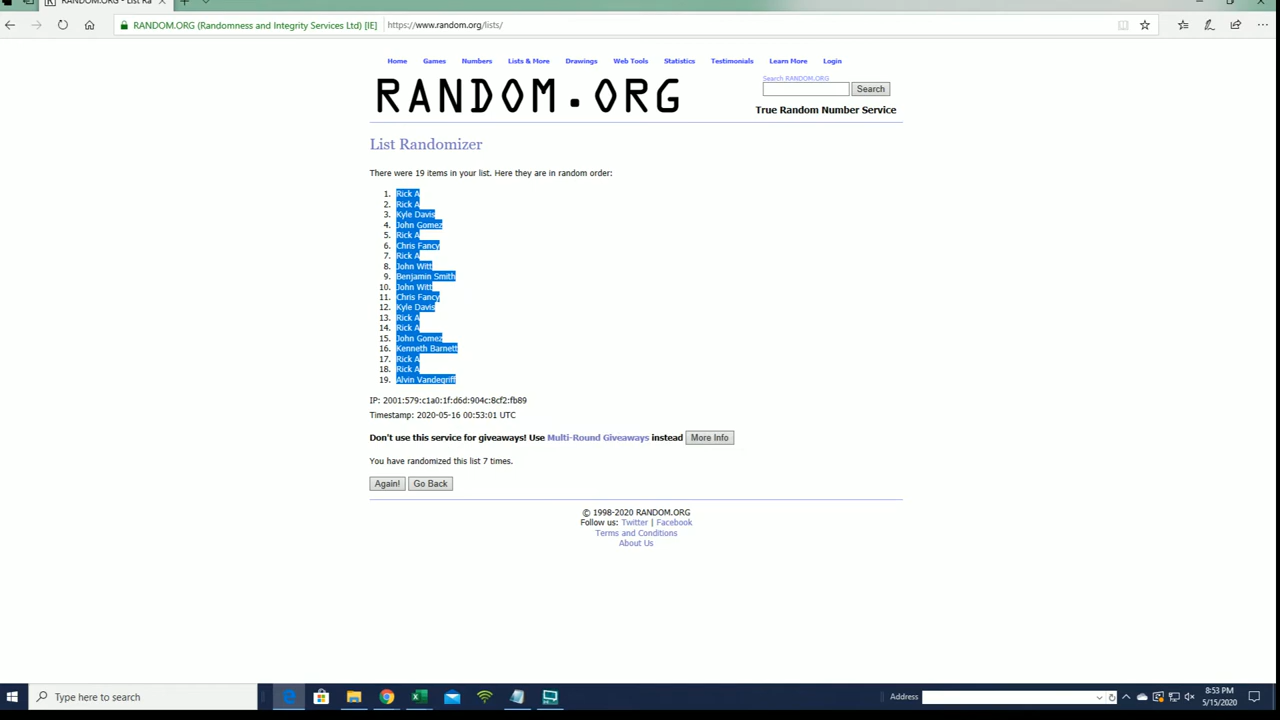 RANDOM.ORG - List Ra
RANDOM.ORG (Randomness and Integrity Services Ltd) [IE]
https://www.random.org/lists/
Home Games Numbers Lists & More Drawings Web Tools Statistics Testimonials Learn More Login
RANDOM.ORG
Search RANDOM.ORG
Search
True Random Number Service
List Randomizer
There were 19 items in your list. Here they are in random order:
1. Rick A
2. Rick A
3. Kyle Davis
4. John Gomez
5. Rick A
6. Chris Fancy
7. Rick A
8. John Witt
9. Benjamin Smith
10. John Witt
11. Chris Fancy
12. Kyle Davis
13. Rick A
14. Rick A
15. John Gomez
16. Kenneth Barnett
17. Rick A
18. Rick A
19. Alvin Vandegriff
IP: 2001:579:c1a0:1f:d6d:904c:8cf2:fb89
Timestamp: 2020-05-16 00:53:01 UTC
Don't use this service for giveaways! Use Multi-Round Giveaways instead More Info
You have randomized this list 7 times.
Again! Go Back
© 1998-2020 RANDOM.ORG
Follow us: Twitter | Facebook
Terms and Conditions
About Us
Type here to search
Address
8:53 PM
5/15/2020